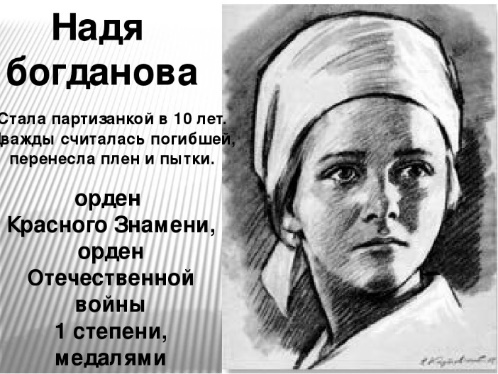 Надя
богданова
Стала партизанкой в 10 лет.
Дважды считалась погибшей,
перенесла плен и пытки.
орден
Красного Знамени,
орден
Отечественной
войны
1 степени,
медалями